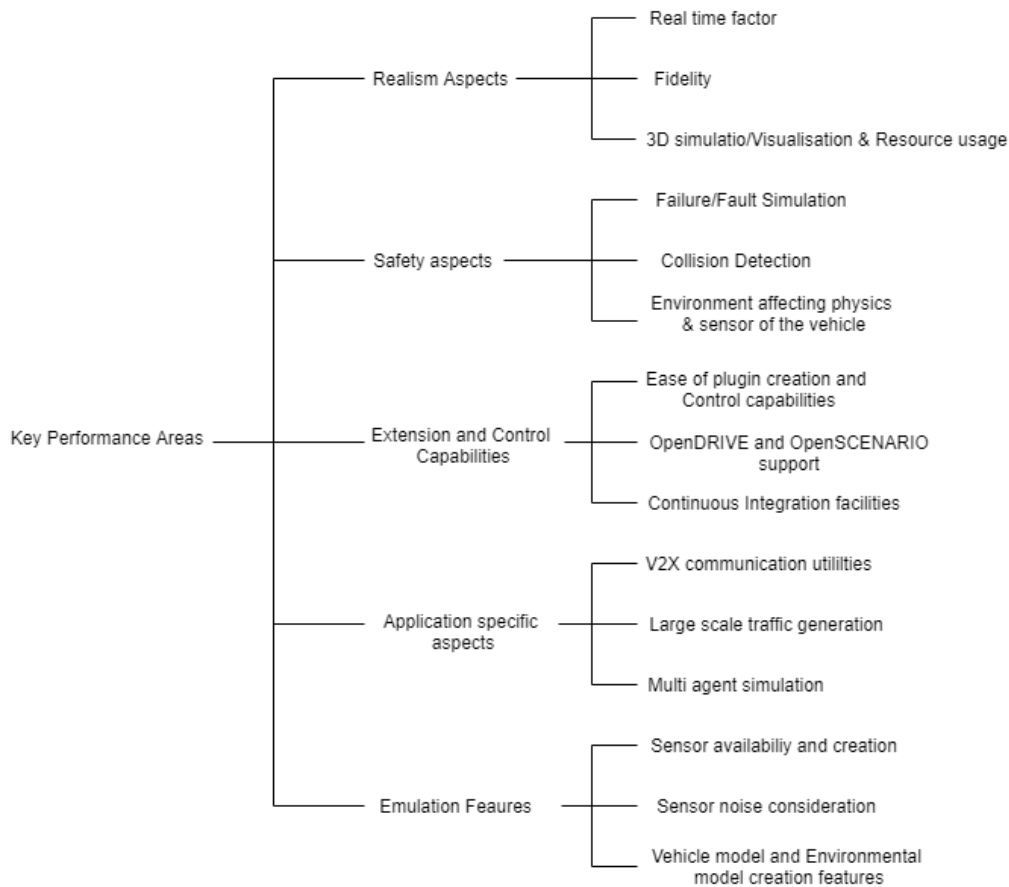 Real time factor
Realism Aspects
Fidelity
3D simulatio/Visualisation & Resource usage
Failure/Fault Simulation
Safety aspects
Collision Detection
Environment affecting physics
& sensor of the vehicle
Ease of plugin creation and
Control capabilities
Key Performance Areas
Extension and Control
Capabilities
OpenDRIVE and OpenSCENARIO
support
Continuous Integration facilities
V2X communication utililties
Application specific
aspects
Large scale traffic generation
Multi agent simulation
Sensor availabiliy and creation
Emulation Feaures
Sensor noise consideration
Vehicle model and Environmental
model creation features